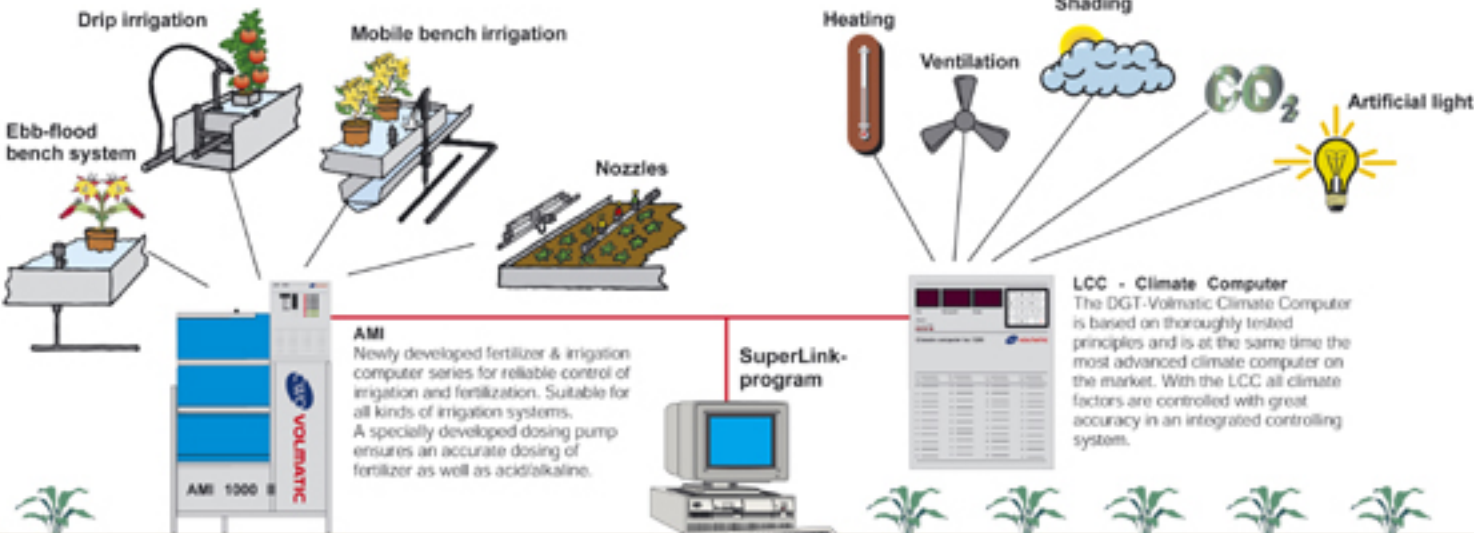 Drip irrigation
Mobile bench irrigation
Ebb-flood
bench system
Nozzles
Heating
Ventilation
Shading
CO2
Artificial light
AMI
Newly developed fertilizer & irrigation
computer series for reliable control of
irrigation and fertilization. Suitable for
all kinds of irrigation systems.
A specially developed dosing pump
ensures an accurate dosing of
fertilizer as well as acid/alkaline.
VOLMATIC
AMI 1000 II
SuperLink-
program
LCC - Climate Computer
The DGT-Volmatic Climate Computer
is based on thoroughly tested
principles and is at the same time the
most advanced climate computer on
the market. With the LCC all climate
factors are controlled with great
accuracy in an integrated controlling
system.